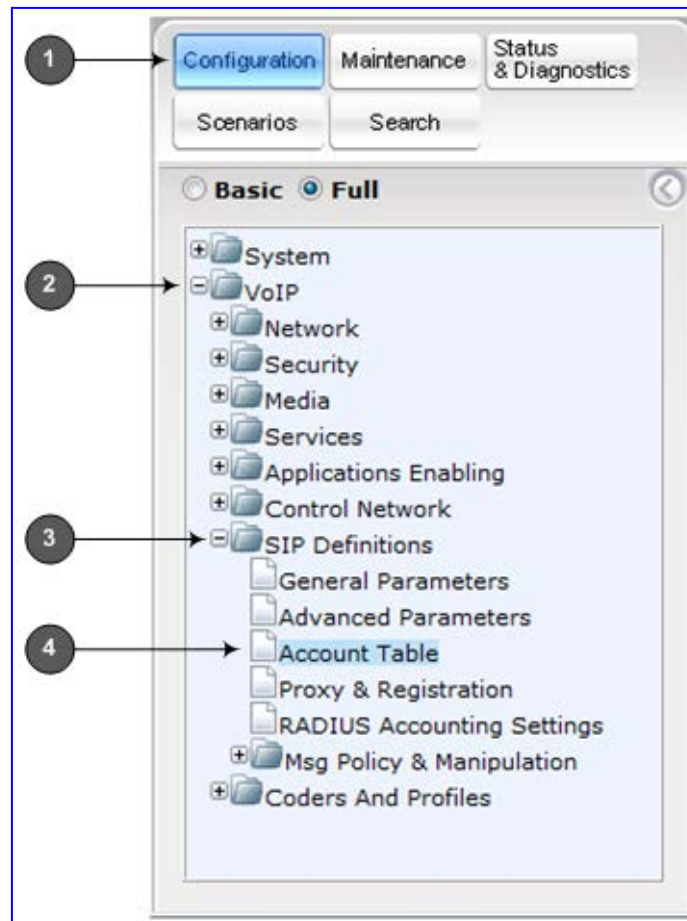 1
Configuration
Maintenance
Status
& Diagnostics
Scenarios
Search
Basic
Full
System
2
VoIP
Network
Security
Media
Services
Applications Enabling
Control Network
3
SIP Definitions
General Parameters
Advanced Parameters
4
Account Table
Proxy & Registration
RADIUS Accounting Settings
Msg Policy & Manipulation
Coders And Profiles